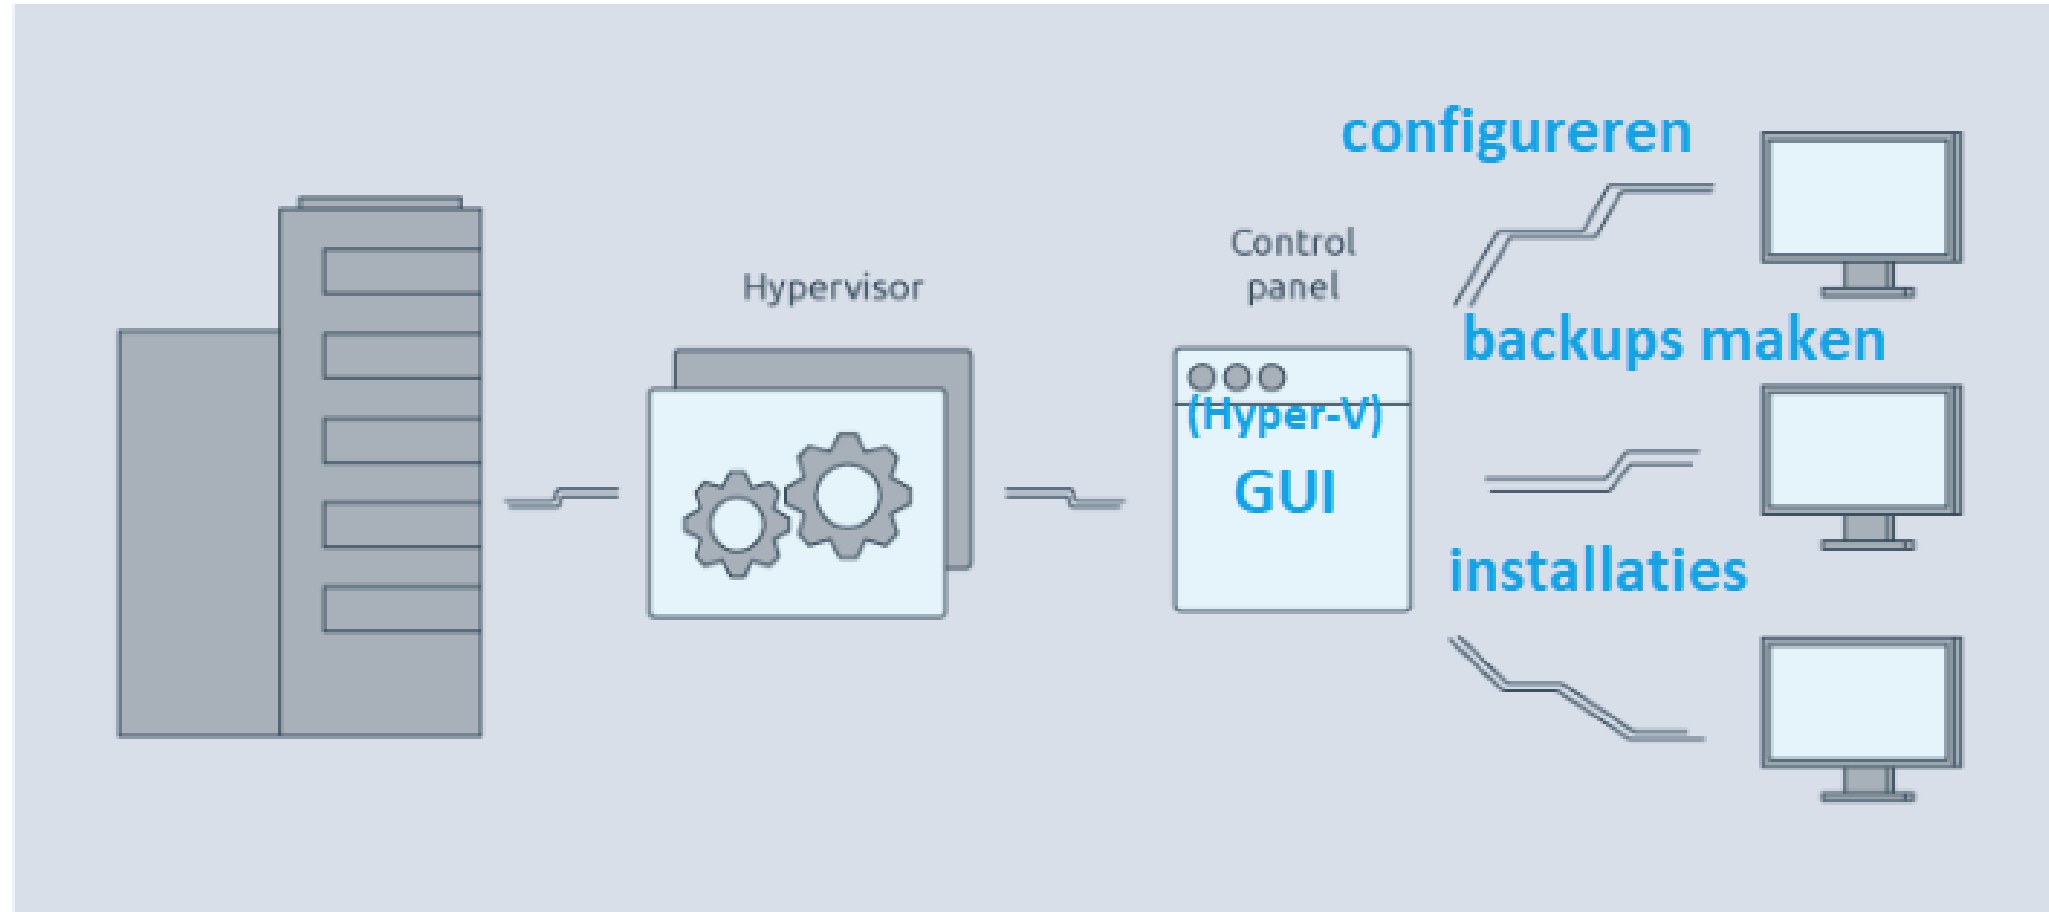 Hypervisor
Control
panel
(Hyper-V)
GUI
configureren
backups maken
installaties